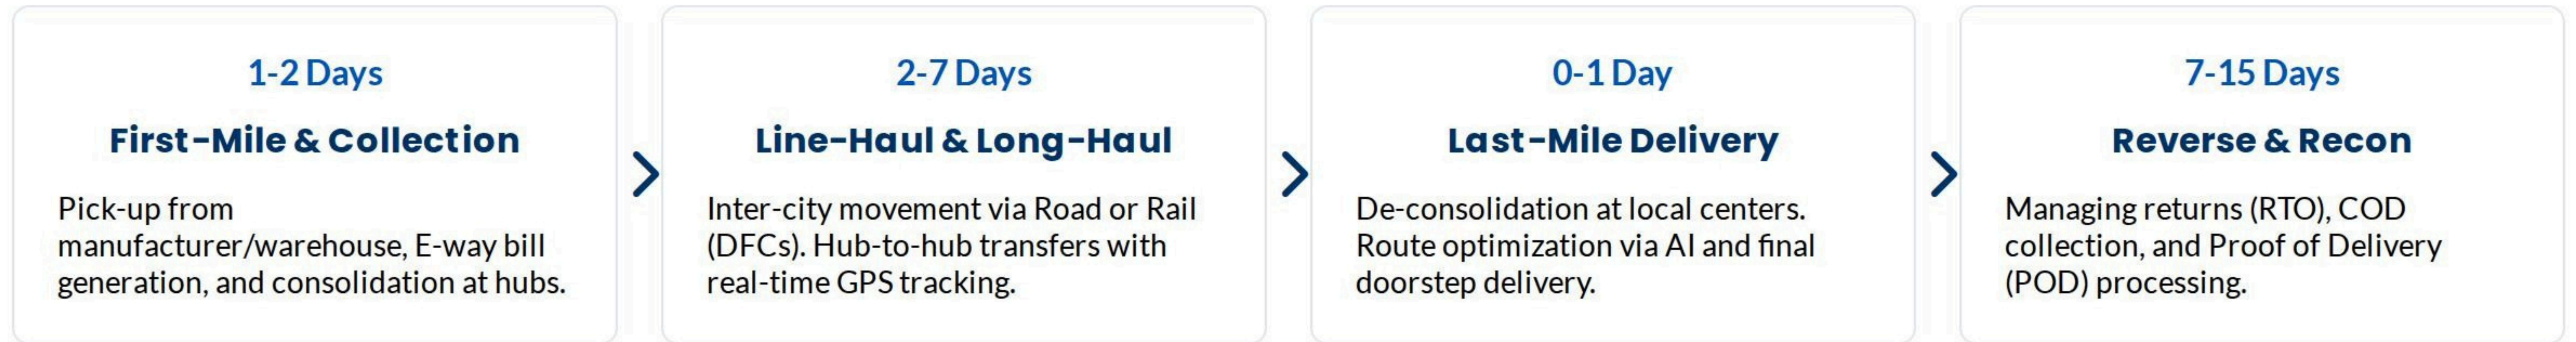 1-2 Days
First-Mile & Collection
Pick-up from
manufacturer/warehouse, E-way bill
generation, and consolidation at hubs.
2-7 Days
Line-Haul & Long-Haul
Inter-city movement via Road or Rail
(DFCs). Hub-to-hub transfers with
real-time GPS tracking.
0-1 Day
Last-Mile Delivery
De-consolidation at local centers.
Route optimization via AI and final
doorstep delivery.
7-15 Days
Reverse & Recon
Managing returns (RTO), COD
collection, and Proof of Delivery
(POD) processing.